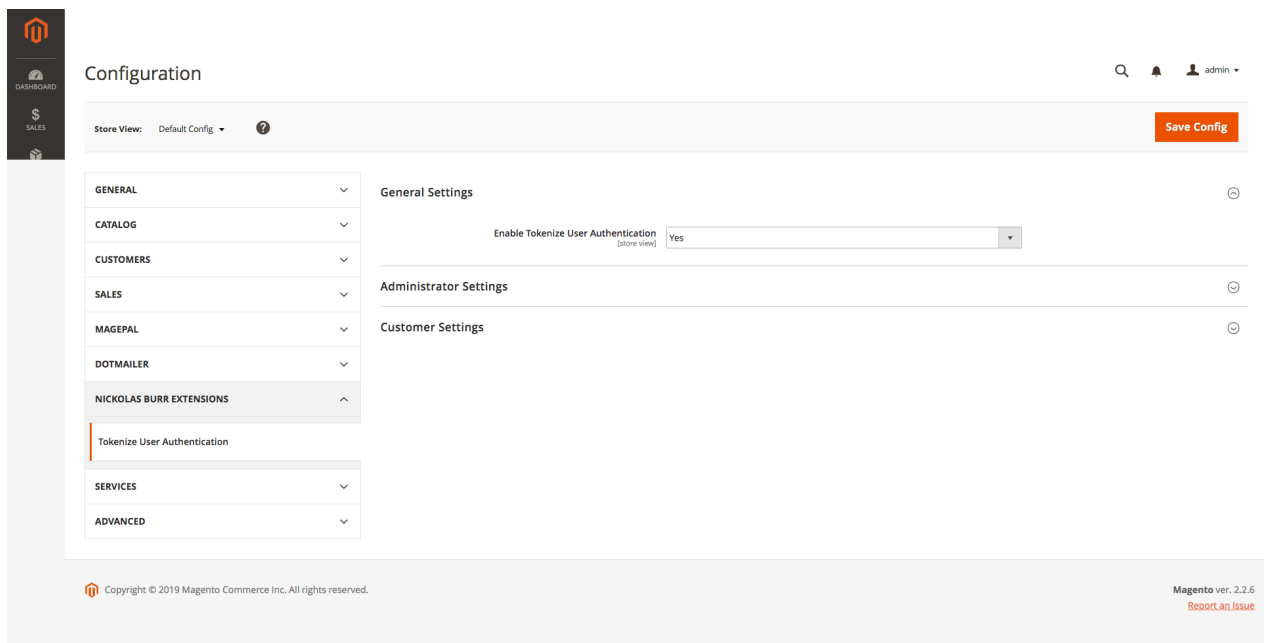 DASHBOARD
$
SALES
Configuration
admin
Store View: Default Config
?
Save Config
GENERAL
CATALOG
CUSTOMERS
SALES
MAGEPAL
DOTMAILER
NICKOLAS BURR EXTENSIONS
Tokenize User Authentication
SERVICES
ADVANCED
General Settings
Enable Tokenize User Authentication
[store view]
Yes
Administrator Settings
Customer Settings
Copyright © 2019 Magento Commerce Inc. All rights reserved.
Magento ver. 2.2.6
Report an Issue